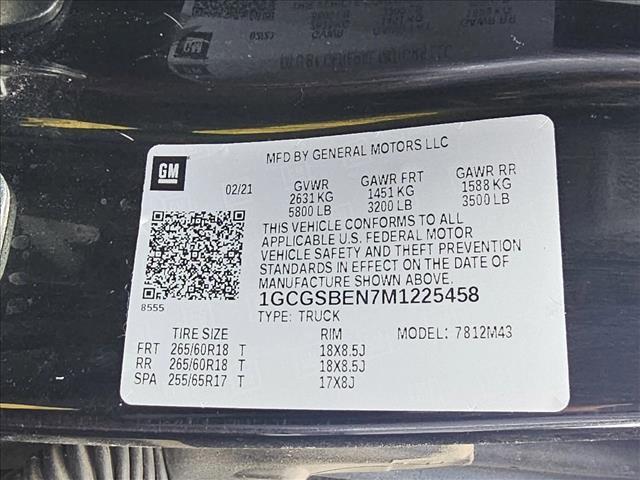 MFD BY GENERAL MOTORS LLC
GM
02/21
GVWR GAWR FRT GAWR RR
2631 KG 1451 KG 1588 KG
5800 LB 3200 LB 3500 LB
THIS VEHICLE CONFORMS TO ALL
APPLICABLE U.S. FEDERAL MOTOR
VEHICLE SAFETY AND THEFT PREVENTION
STANDARDS IN EFFECT ON THE DATE OF
MANUFACTURE SHOWN ABOVE.
8555
1GCGSBEN7M1225458
TYPE: TRUCK
TIRE SIZE RIM MODEL: 7812M43
FRT 265/60R18 T 18X8.5J
RR 265/60R18 T 18X8.5J
SPA 255/65R17 T 17X8J